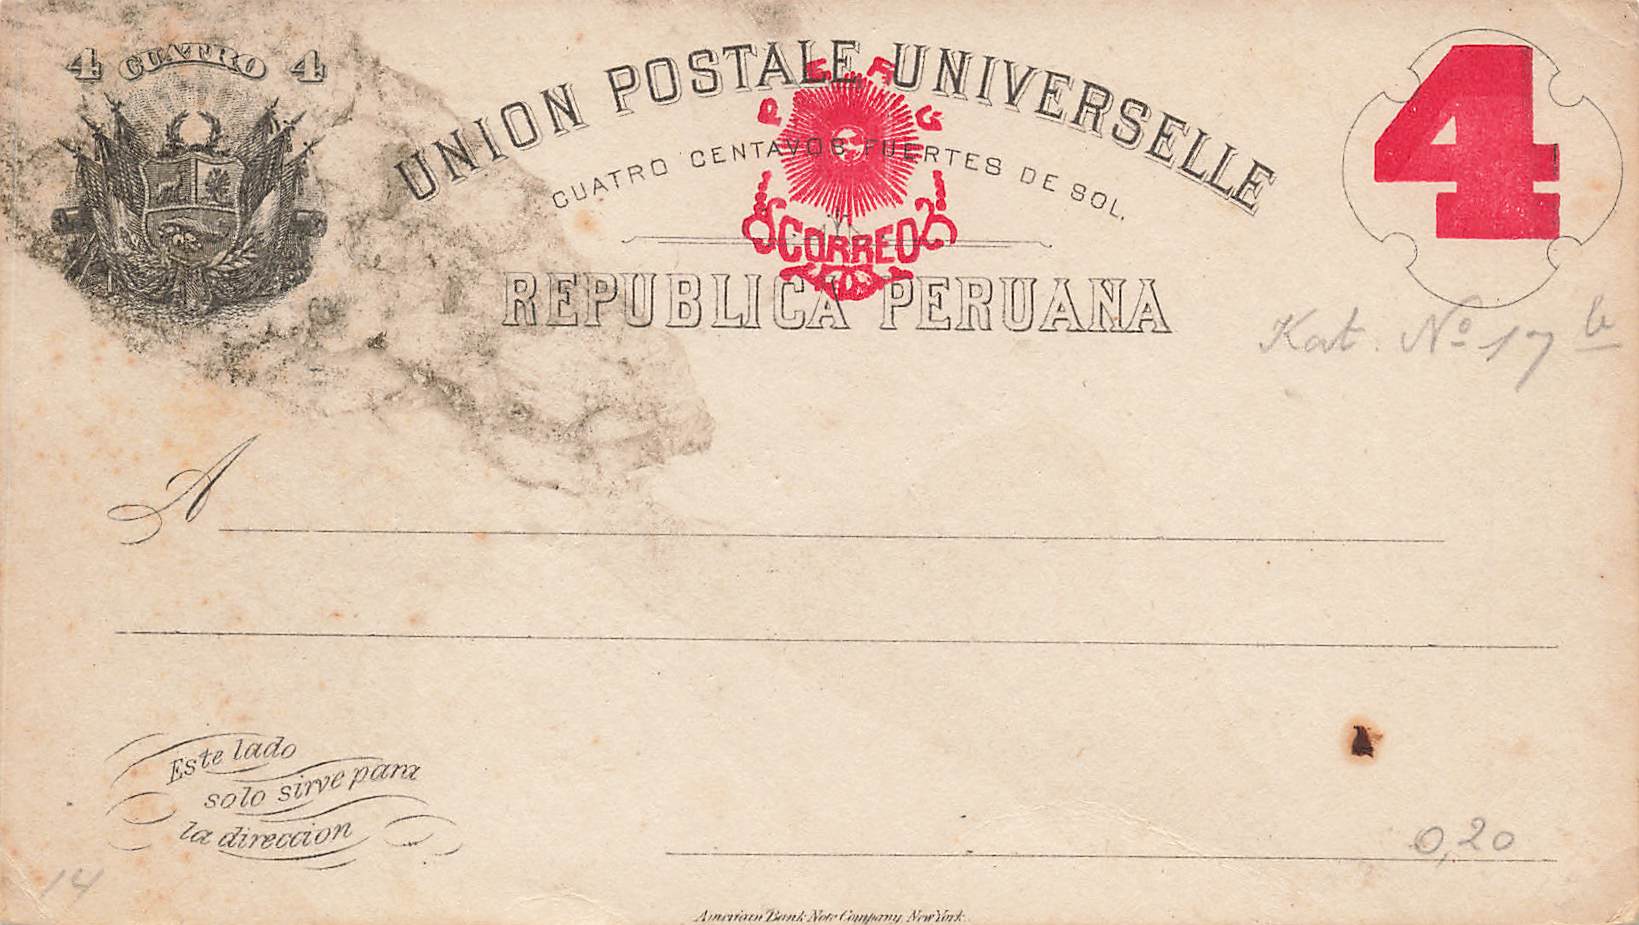 4 CUATRO 4
UNION POSTALE UNIVERSELLE
4
CUATRO CENTAVOS FUERTES DE SOL.
CORREO
REPUBLICA PERUANA
Kat. Nº 17
A
Este lado
solo sirve para
la direccion
0,20
14
American Bank Note Company, New York.